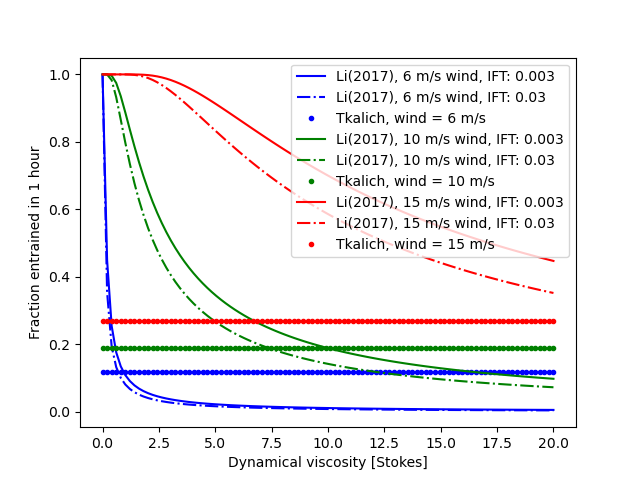 1.0
0.8
0.6
0.4
0.2
0.0
Fraction entrained in 1 hour
Li(2017), 6 m/s wind, IFT: 0.003
Li(2017), 6 m/s wind, IFT: 0.03
Tkalich, wind = 6 m/s
Li(2017), 10 m/s wind, IFT: 0.003
Li(2017), 10 m/s wind, IFT: 0.03
Tkalich, wind = 10 m/s
Li(2017), 15 m/s wind, IFT: 0.003
Li(2017), 15 m/s wind, IFT: 0.03
Tkalich, wind = 15 m/s
0.0 2.5 5.0 7.5 10.0 12.5 15.0 17.5 20.0
Dynamical viscosity [Stokes]